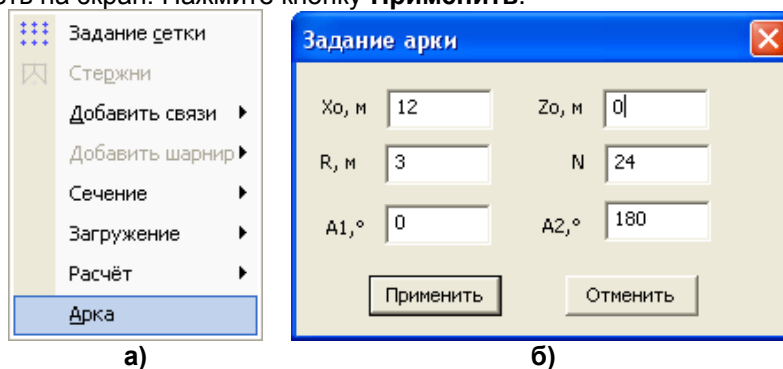 еть на экран. Нажмите кнопку Применить.
Задание сетки
Стержни
Добавить связи
Добавить шарнир
Сечение
Загружение
Расчёт
Арка
а)
Задание арки
Xo, м 12 Zo, м 0
R, м 3 N 24
A1,° 0 A2,° 180
Применить Отменить
б)